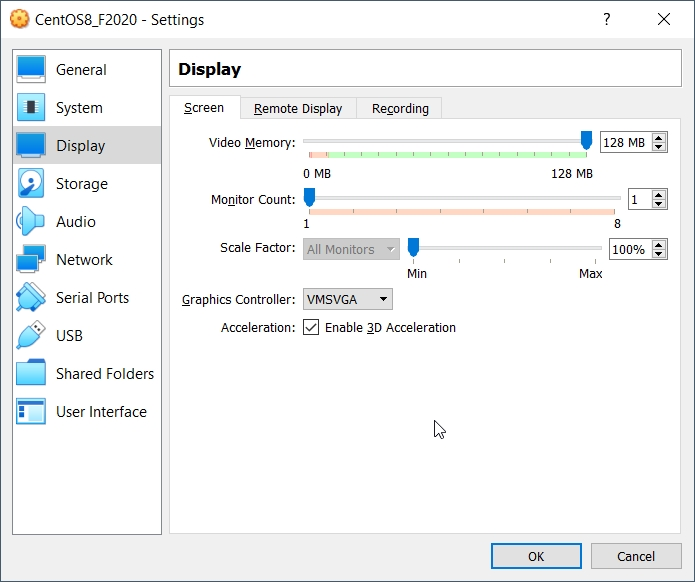 CentOS8_F2020 - Settings
?
General
System
Display
Storage
Audio
Network
Serial Ports
USB
Shared Folders
User Interface
Display
Screen Remote Display Recording
Video Memory: 128 MB
0 MB 128 MB
Monitor Count: 1
1 8
Scale Factor: All Monitors 100%
Min Max
Graphics Controller: VMSVGA
Acceleration: Enable 3D Acceleration
OK Cancel